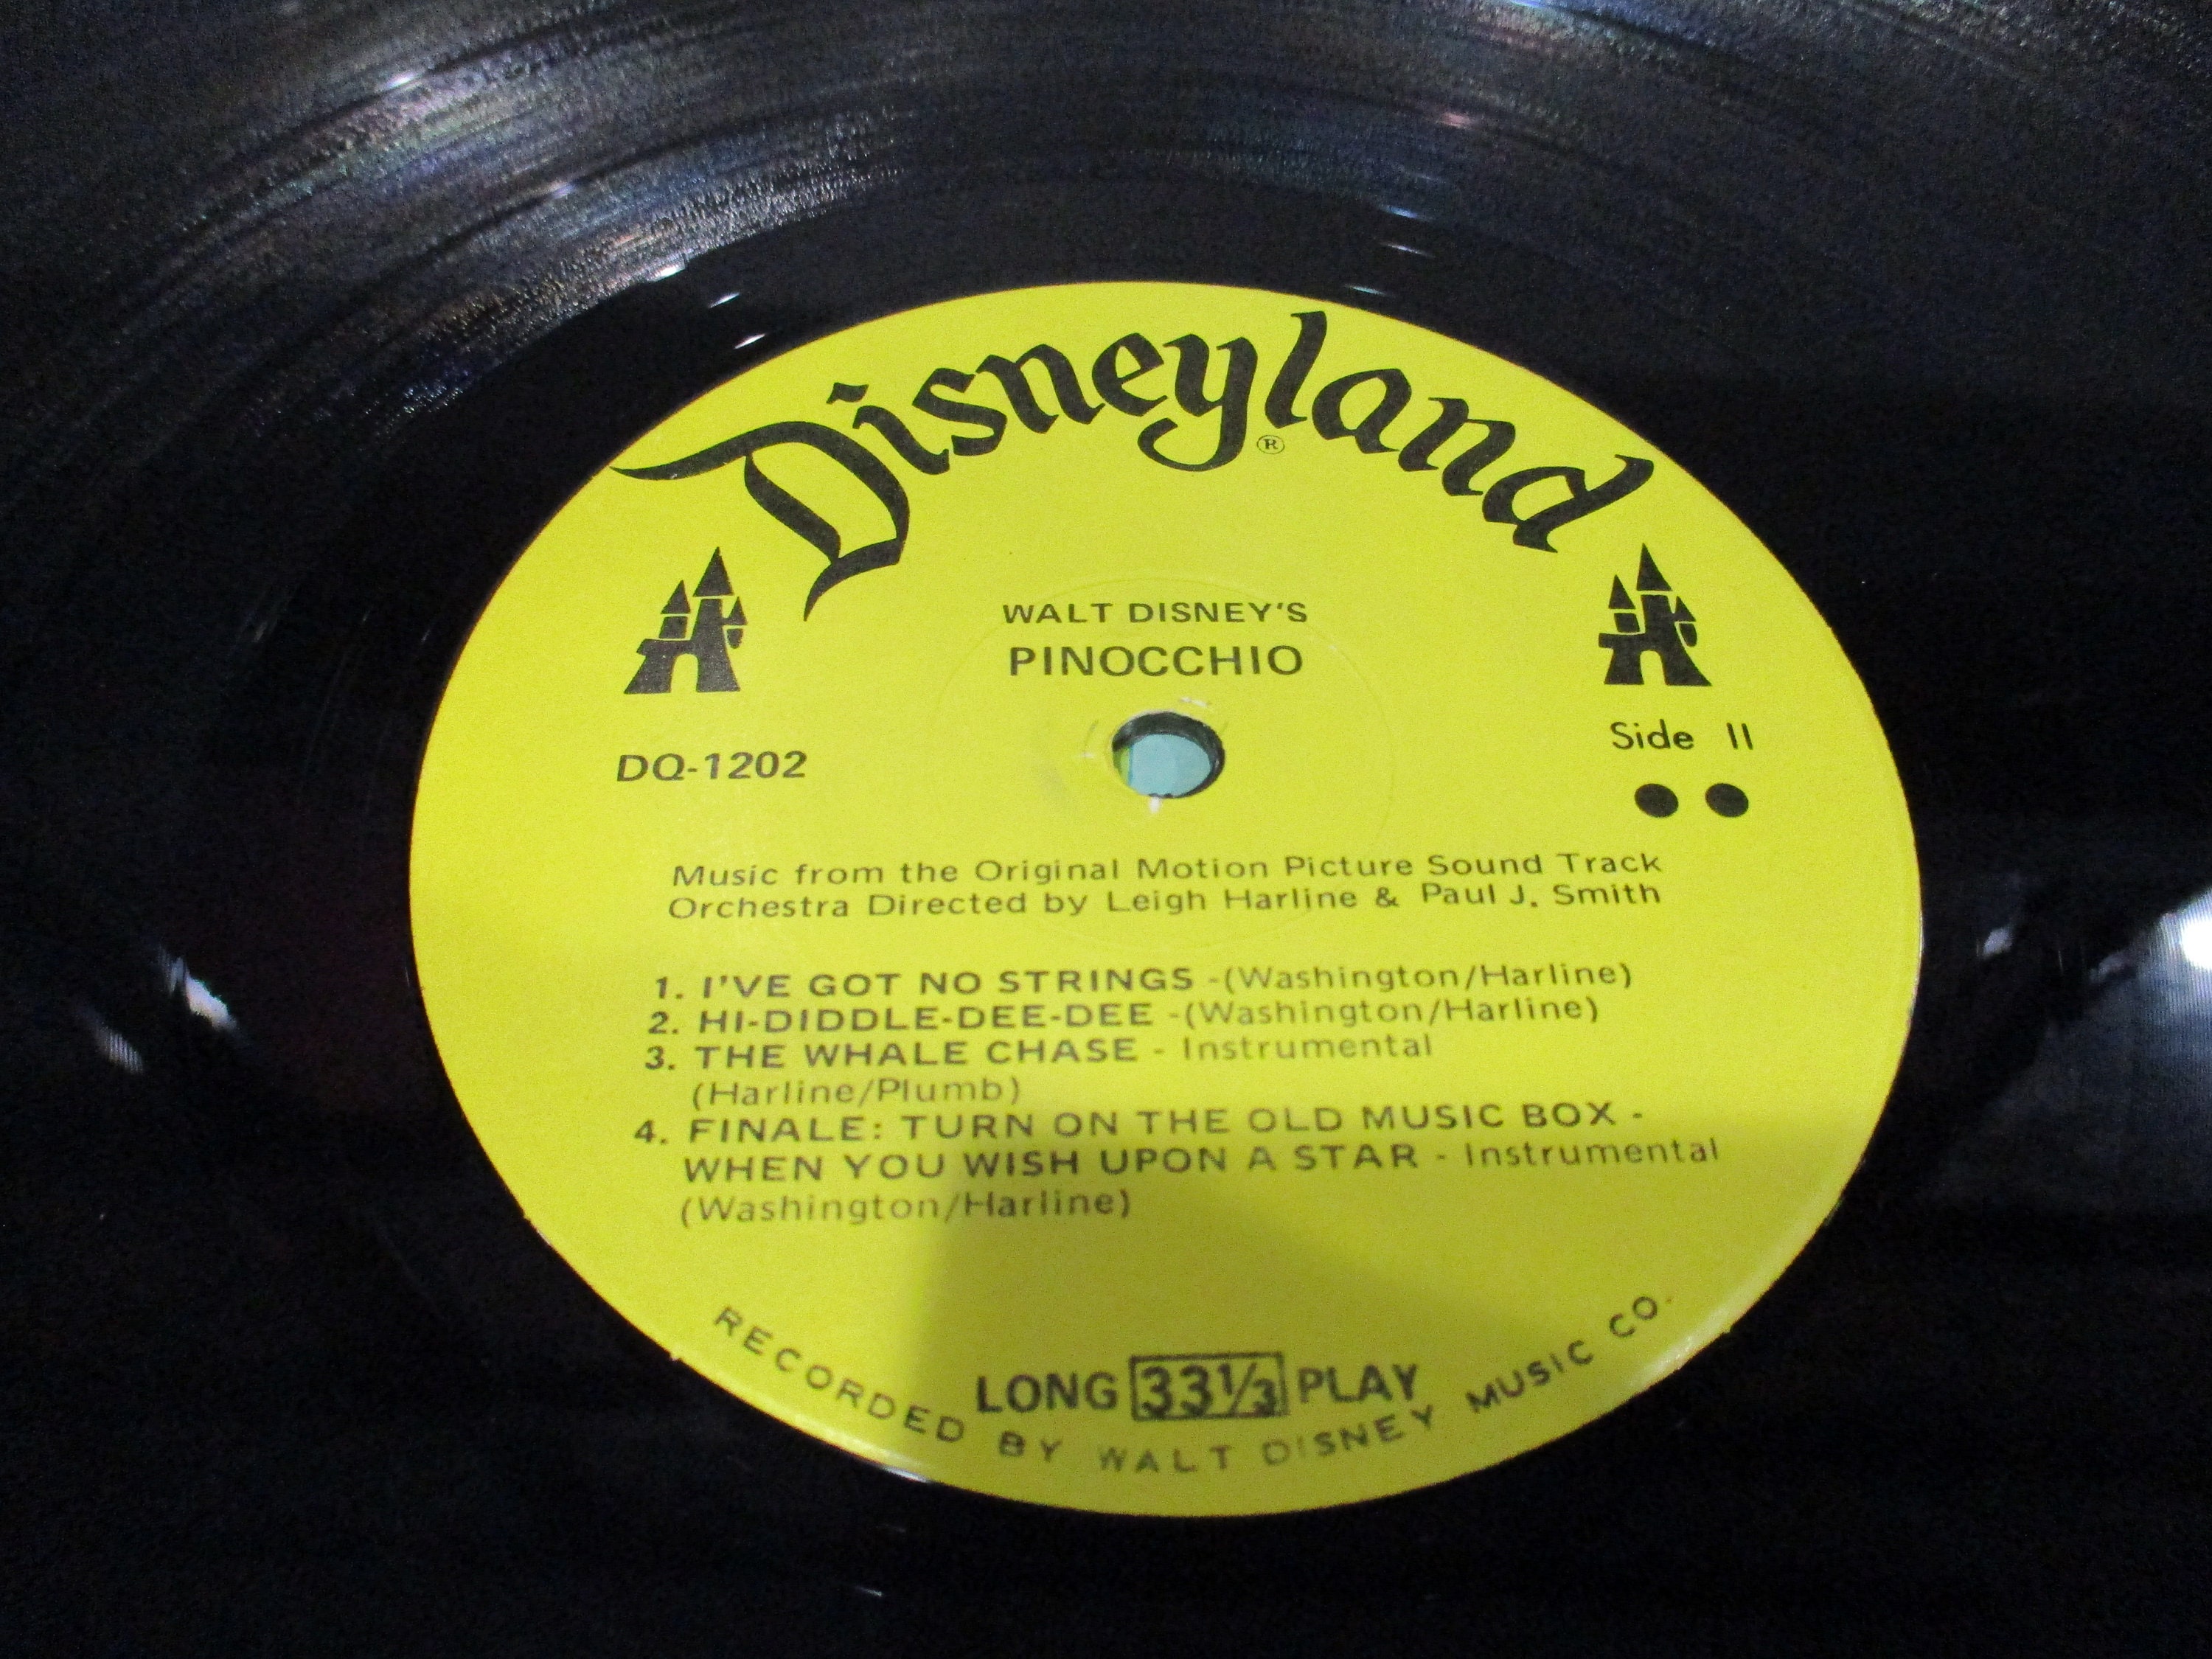 Disneyland
®
WALT DISNEY'S
PINOCCHIO
DQ-1202
Side II
Music from the Original Motion Picture Sound Track
Orchestra Directed by Leigh Harline & Paul J. Smith
1. I'VE GOT NO STRINGS -(Washington/Harline)
2. HI-DIDDLE-DEE-DEE -(Washington/Harline)
3. THE WHALE CHASE - Instrumental
(Harline/Plumb)
4. FINALE: TURN ON THE OLD MUSIC BOX -
WHEN YOU WISH UPON A STAR - Instrumental
(Washington/Harline)
LONG 33⅓ PLAY
RECORDED BY WALT DISNEY MUSIC CO.